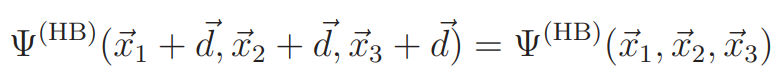 Ψ^(HB)(x⃗₁ + d⃗, x⃗₂ + d⃗, x⃗₃ + d⃗) = Ψ^(HB)(x⃗₁, x⃗₂, x⃗₃)